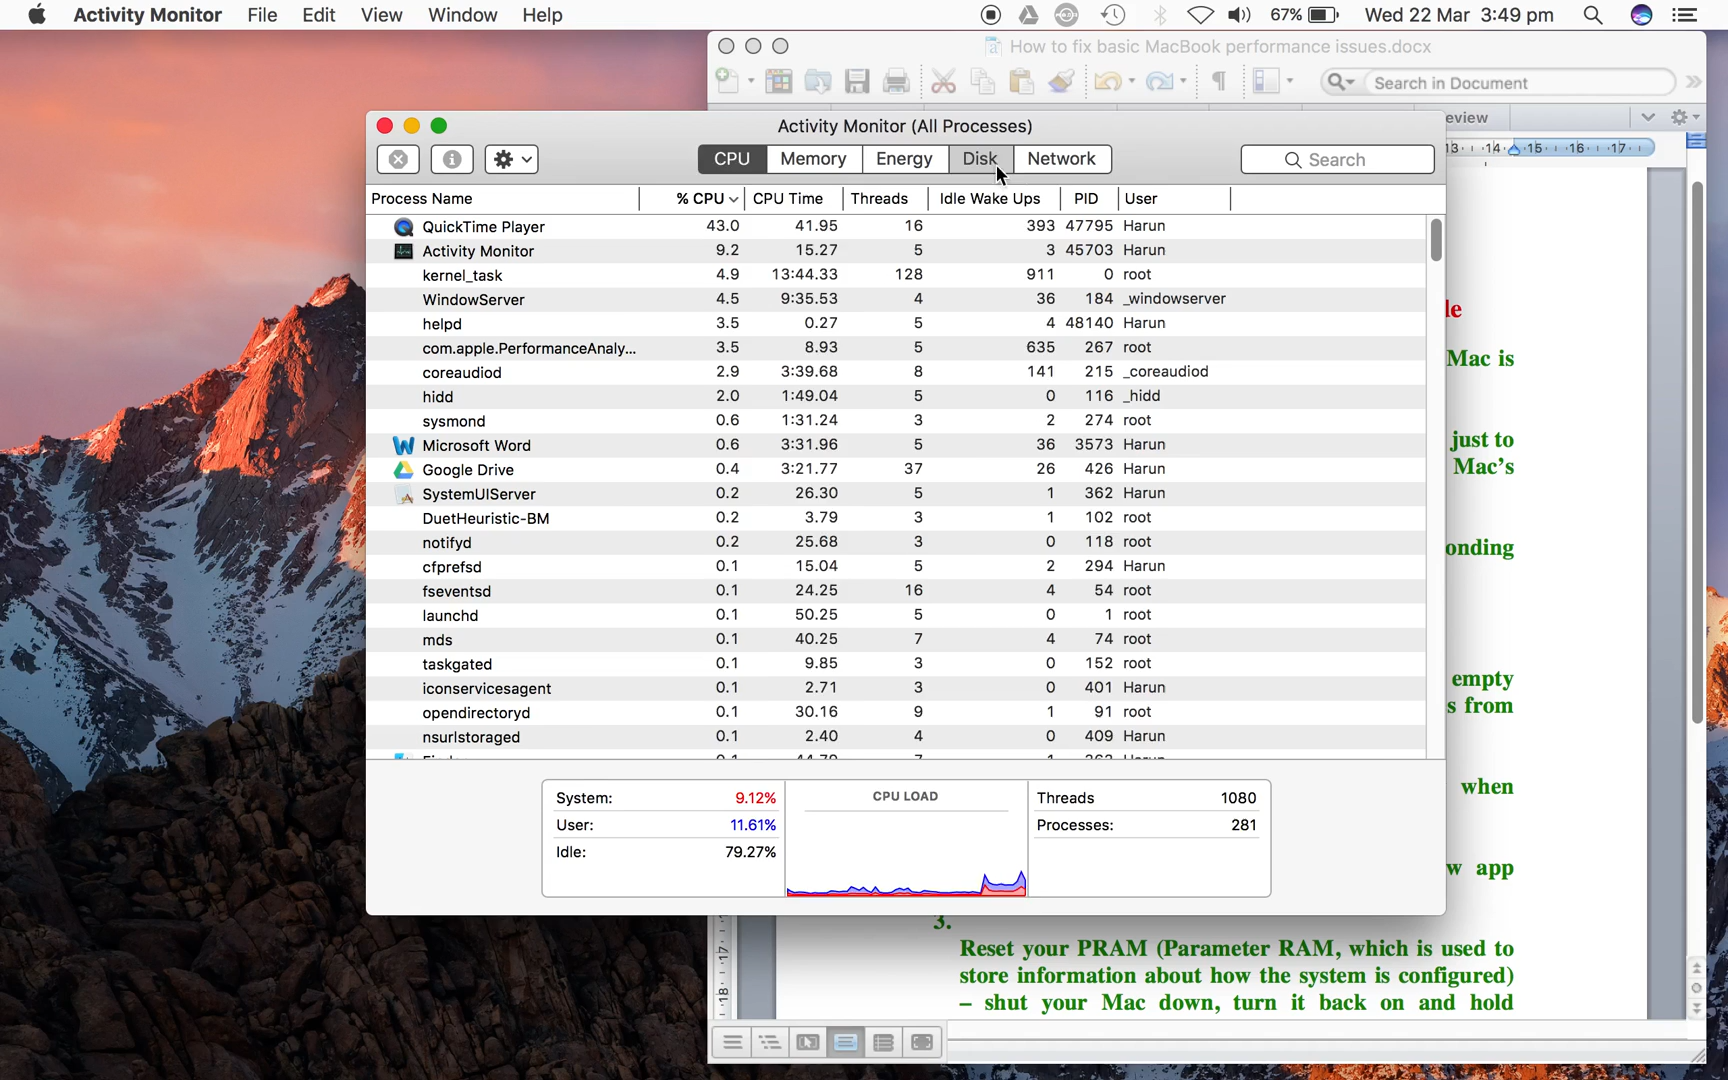 Activity Monitor File Edit View Window Help 67% Wed 22 Mar 3:49 pm
How to fix basic MacBook performance issues.docx
Search in Document
Activity Monitor (All Processes)
eview
CPU Memory Energy Disk Network Search
13 14 15 16 17
Process Name % CPU CPU Time Threads Idle Wake Ups PID User
QuickTime Player 43.0 41.95 16 393 47795 Harun
Activity Monitor 9.2 15.27 5 3 45703 Harun
kernel_task 4.9 13:44.33 128 911 0 root
WindowServer 4.5 9:35.53 4 36 184 _windowserver
helpd 3.5 0.27 5 4 48140 Harun
com.apple.PerformanceAnaly... 3.5 8.93 5 635 267 root
coreaudiod 2.9 3:39.68 8 141 215 _coreaudiod
hidd 2.0 1:49.04 5 0 116 _hidd
sysmond 0.6 1:31.24 3 2 274 root
Microsoft Word 0.6 3:31.96 5 36 3573 Harun
Google Drive 0.4 3:21.77 37 26 426 Harun
SystemUIServer 0.2 26.30 5 1 362 Harun
DuetHeuristic-BM 0.2 3.79 3 1 102 root
notifyd 0.2 25.68 3 0 118 root
cfprefsd 0.1 15.04 5 2 294 Harun
fseventsd 0.1 24.25 16 4 54 root
launchd 0.1 50.25 5 0 1 root
mds 0.1 40.25 7 4 74 root
taskgated 0.1 9.85 3 0 152 root
iconservicesagent 0.1 2.71 3 0 401 Harun
opendirectoryd 0.1 30.16 9 1 91 root
nsurlstoraged 0.1 2.40 4 0 409 Harun
System: 9.12%
User: 11.61%
Idle: 79.27%
CPU LOAD
Threads 1080
Processes: 281
le
Mac is
just to
Mac's
onding
empty
s from
when
w app
3.
Reset your PRAM (Parameter RAM, which is used to
store information about how the system is configured)
– shut your Mac down, turn it back on and hold
17
18